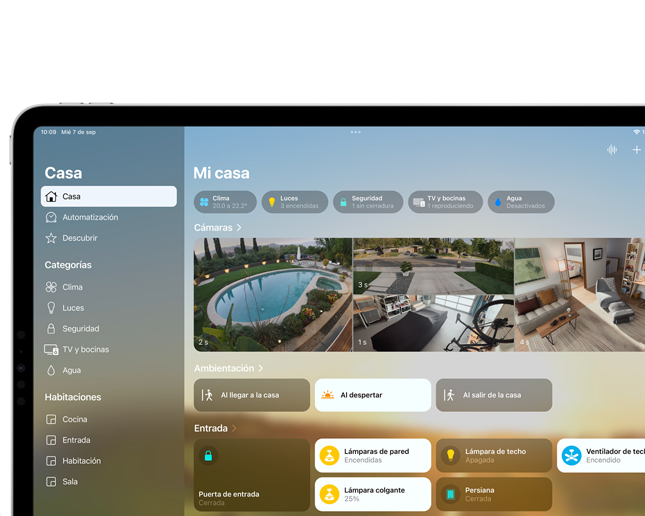 10:09 Mié 7 de sep
Casa
Casa
Automatización
Descubrir
Categorías
Clima
Luces
Seguridad
TV y bocinas
Agua
Habitaciones
Cocina
Entrada
Habitación
Sala
Mi casa
Clima
20.0 a 22.2°
Luces
3 encendidas
Seguridad
1 sin cerradura
TV y bocinas
1 reproduciendo
Agua
Desactivados
Cámaras
2 s
3 s
1 s
4 s
Ambientación
Al llegar a la casa
Al despertar
Al salir de la casa
Entrada
Puerta de entrada
Cerrada
Lámparas de pared
Encendidas
Lámpara de techo
Apagada
Ventilador de tec
Encendido
Lámpara colgante
25%
Persiana
Cerrada